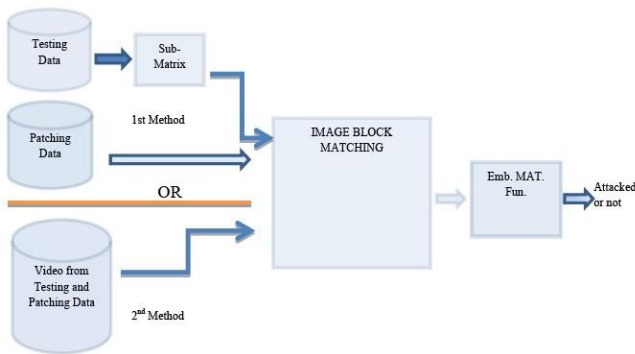 Testing
Data
Sub-
Matrix
1st Method
Patching
Data
IMAGE BLOCK
MATCHING
Emb. MAT.
Fun.
Attacked
or not
OR
Video from
Testing and
Patching Data
2nd Method